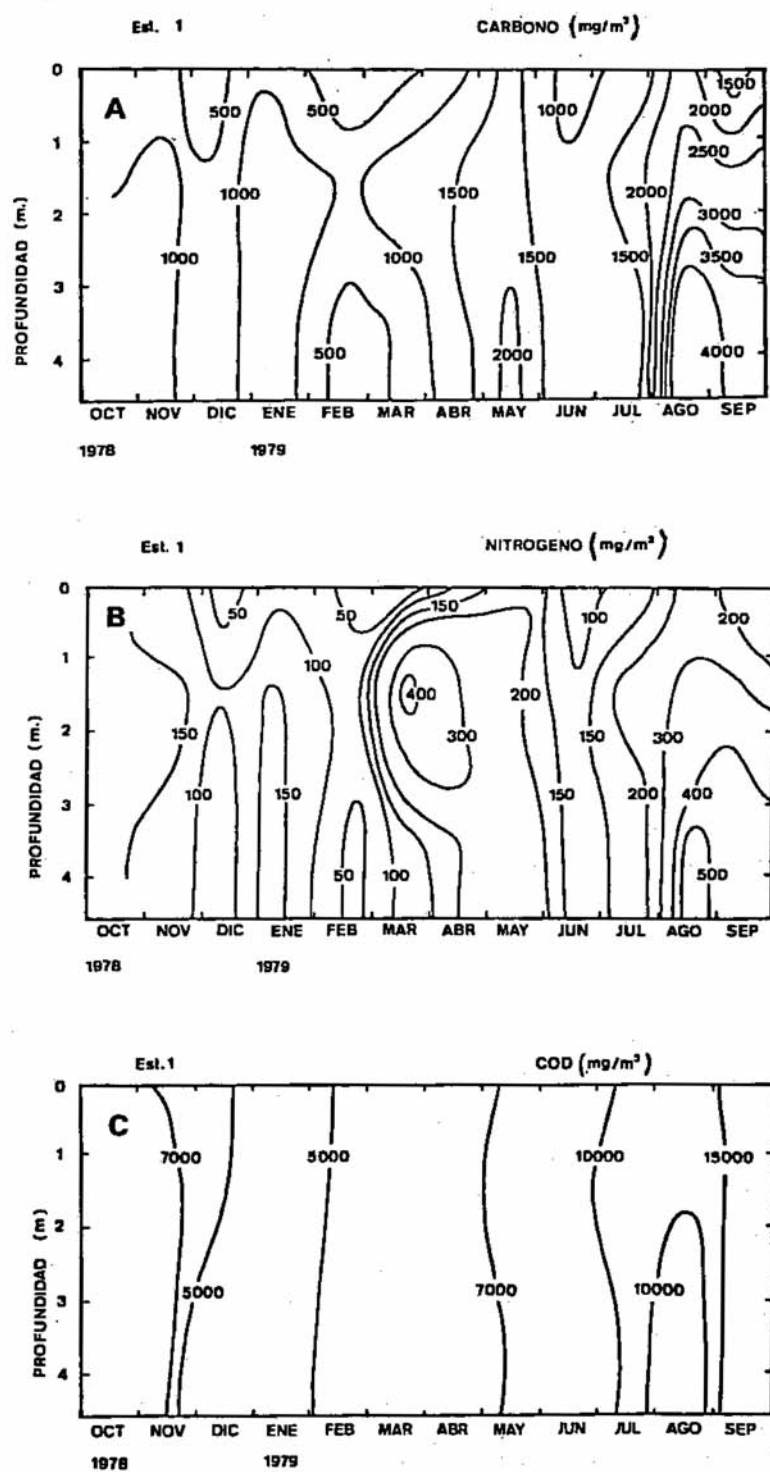 Est. 1 CARBONO (mg/m³)
A
0
1
2
3
4
PROFUNDIDAD (m.)
500 500 1000 1500
2000
2500
1000 1000 1500 2000
3000
1000 1500 1500 3500
500 2000 4000
OCT NOV DIC ENE FEB MAR ABR MAY JUN JUL AGO SEP
1978 1979
Est. 1 NITROGENO (mg/m³)
B
0
1
2
3
4
PROFUNDIDAD (m.)
50 50 150 100 200
100
400 200
150 300 150 300
100 150 150 200 400
50 100 500
OCT NOV DIC ENE FEB MAR ABR MAY JUN JUL AGO SEP
1978 1979
Est.1 COD (mg/m³)
C
0
1
2
3
4
PROFUNDIDAD (m)
7000 5000 10000 15000
5000 7000 10000
OCT NOV DIC ENE FEB MAR ABR MAY JUN JUL AGO SEP
1978 1979